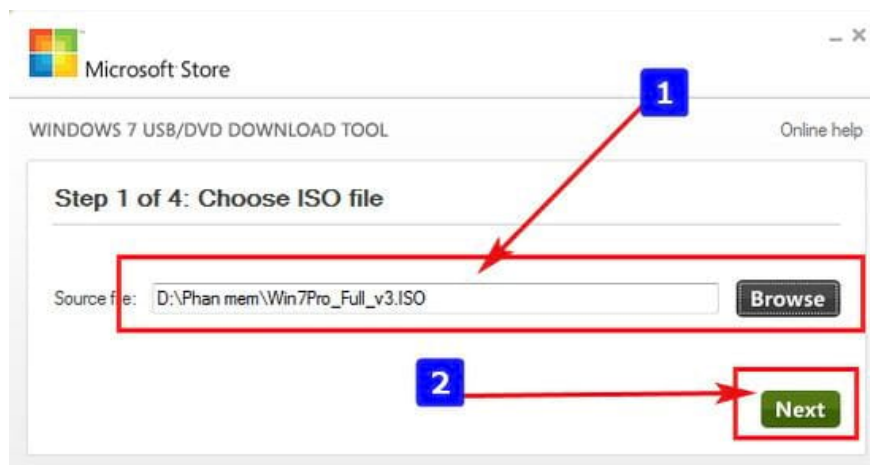 Microsoft Store
1
WINDOWS 7 USB/DVD DOWNLOAD TOOL
Online help
Step 1 of 4: Choose ISO file
Source file: D:\Phan mem\Win7Pro_Full_v3.ISO Browse
2
Next